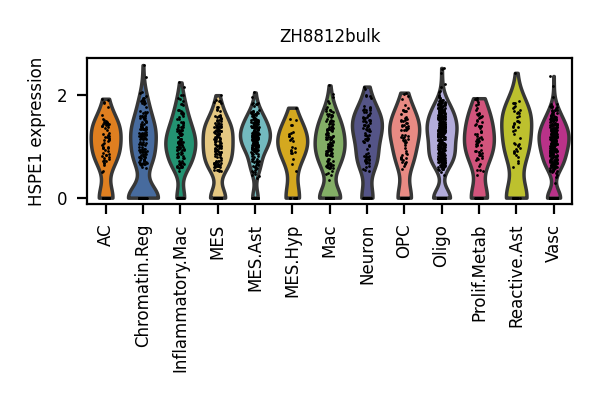 ZH8812bulk
HSPE1 expression
2
0
AC
Chromatin.Reg
Inflammatory.Mac
MES
MES.Ast
MES.Hyp
Mac
Neuron
OPC
Oligo
Prolif.Metab
Reactive.Ast
Vasc